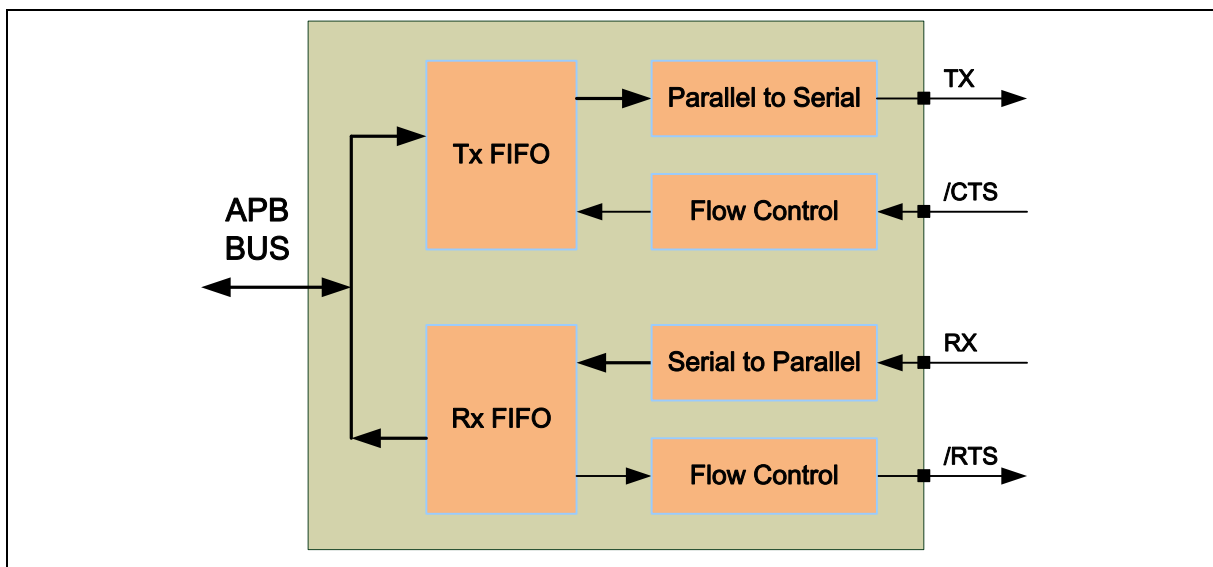 Parallel to Serial
TX
Tx FIFO
/CTS
Flow Control
APB
BUS
RX
Serial to Parallel
Rx FIFO
/RTS
Flow Control